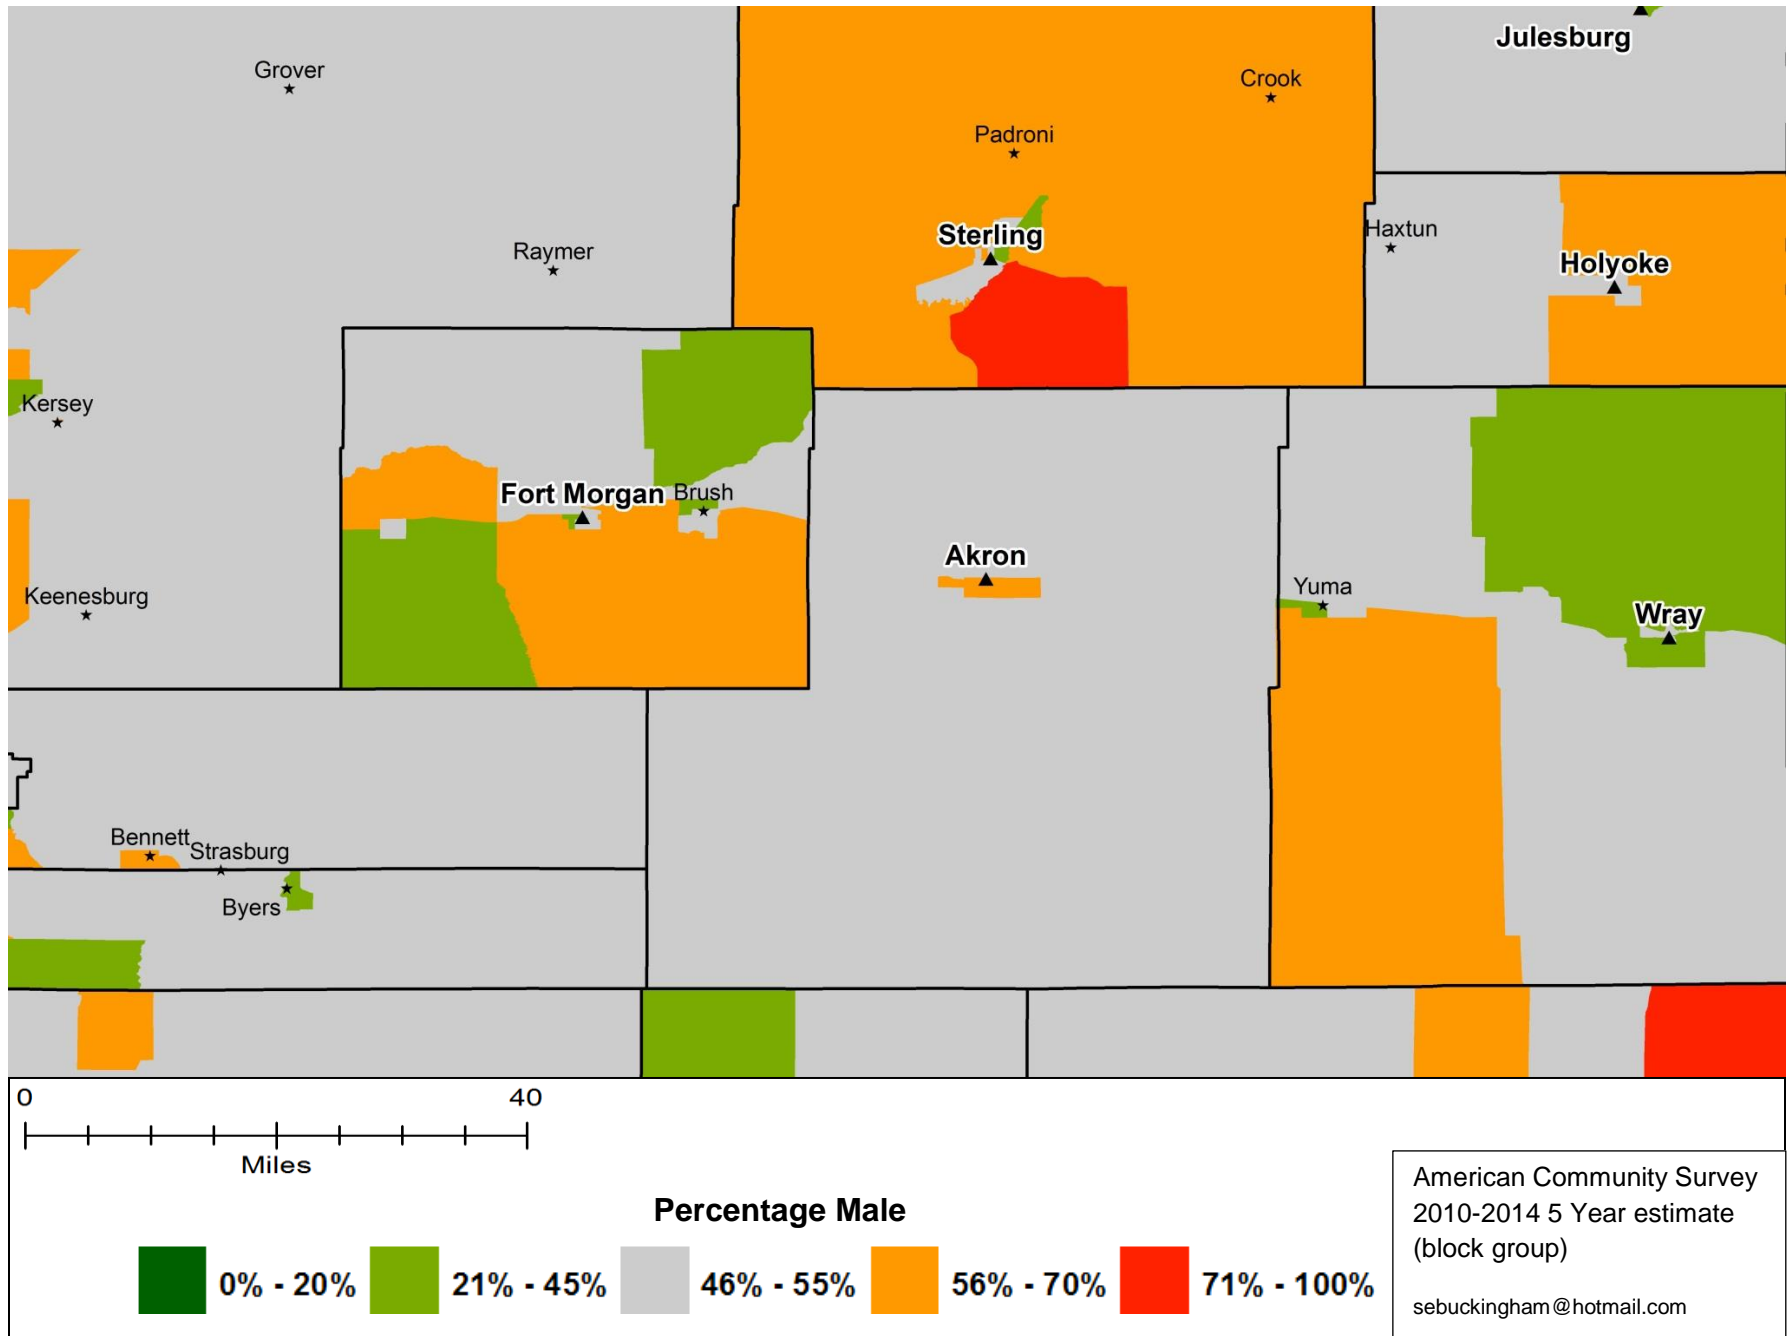 Julesburg
Grover
Crook
Padroni
Sterling
Haxtun
Raymer
Holyoke
Kersey
Fort Morgan
Brush
Akron
Yuma
Keenesburg
Wray
Bennett
Strasburg
Byers
0 40
Miles
Percentage Male
0% - 20% 21% - 45% 46% - 55% 56% - 70% 71% - 100%
American Community Survey
2010-2014 5 Year estimate
(block group)
sebuckingham@hotmail.com